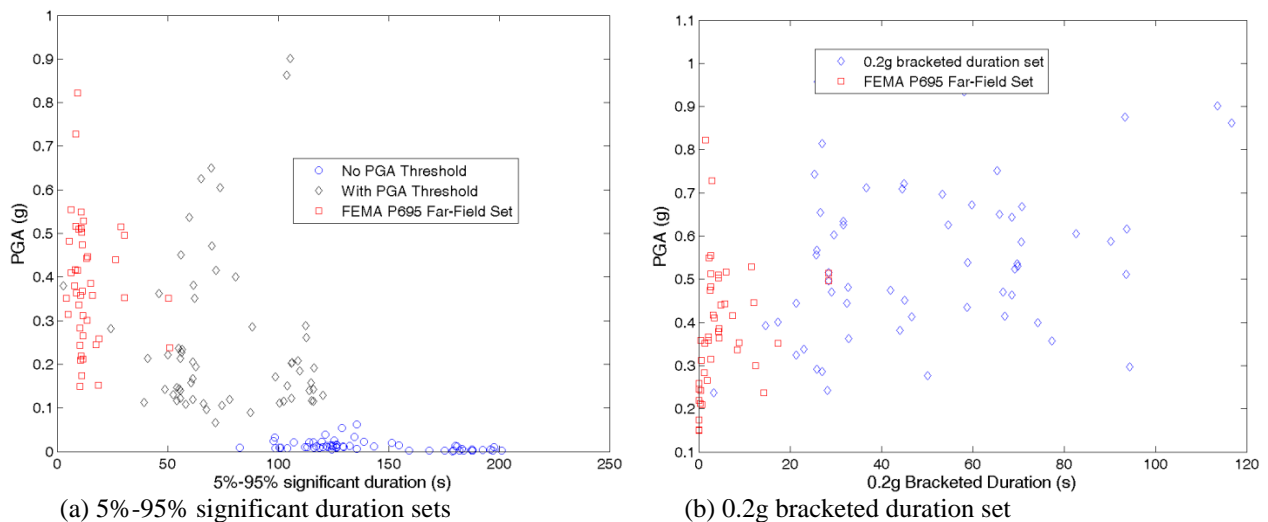 1
0.9
0.8
0.7
0.6
0.5
0.4
0.3
0.2
0.1
0
PGA (g)
No PGA Threshold
With PGA Threshold
FEMA P695 Far-Field Set
0 50 100 150 200 250
5%-95% significant duration (s)
(a) 5%-95% significant duration sets
1.1
1
0.9
0.8
0.7
0.6
0.5
0.4
0.3
0.2
0.1
PGA (g)
0.2g bracketed duration set
FEMA P695 Far-Field Set
0 20 40 60 80 100 120
0.2g Bracketed Duration (s)
(b) 0.2g bracketed duration set